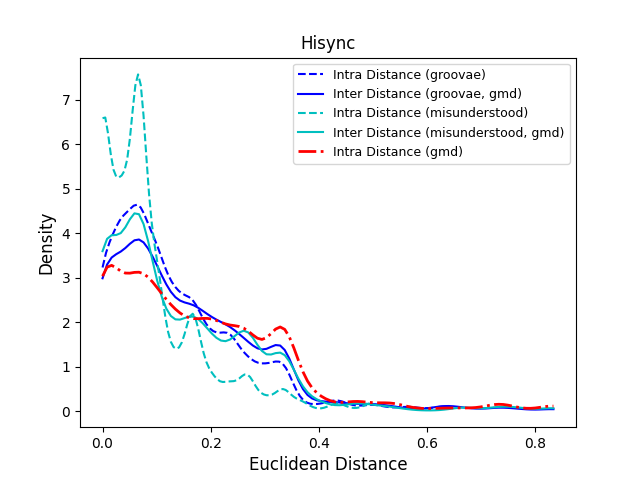 Hisync
Intra Distance (groovae)
Inter Distance (groovae, gmd)
Intra Distance (misunderstood)
Inter Distance (misunderstood, gmd)
Intra Distance (gmd)
Density
7
6
5
4
3
2
1
0
0.0 0.2 0.4 0.6 0.8
Euclidean Distance